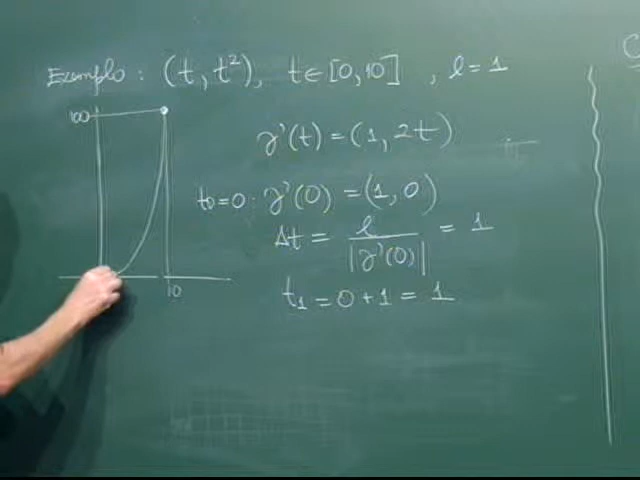 Exemplo: (t, t²), t∈[0,10], l=1
100
γ'(t) = (1, 2t)
t0=0. γ'(0) = (1, 0)
Δt = l / |γ'(0)| = 1
10
t1 = 0+1 = 1